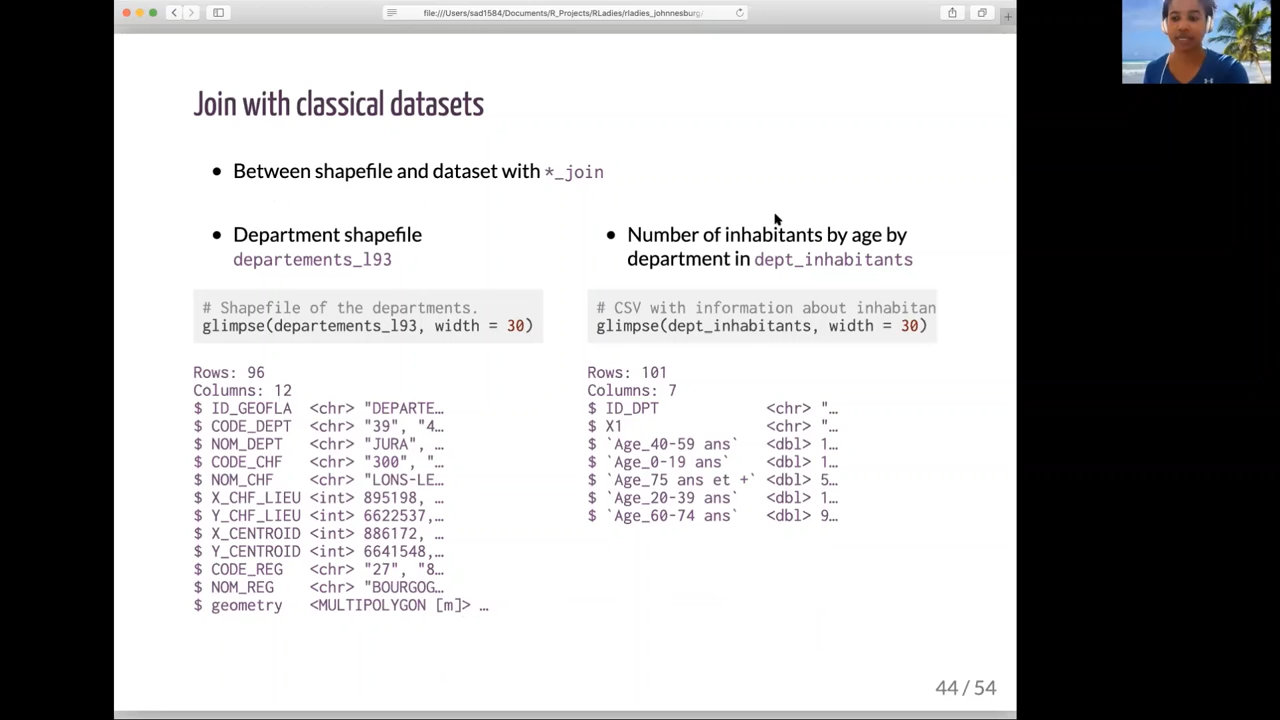 file:///Users/sad1584/Documents/R_Projects/RLadies/rladies_johnnesburg/
Join with classical datasets
Between shapefile and dataset with *_join
Department shapefile
departements_l93
# Shapefile of the departments.
glimpse(departements_l93, width = 30)
Rows: 96
Columns: 12
$ ID_GEOFLA <chr> "DEPARTE…
$ CODE_DEPT <chr> "39", "4…
$ NOM_DEPT <chr> "JURA", …
$ CODE_CHF <chr> "300", "…
$ NOM_CHF <chr> "LONS-LE…
$ X_CHF_LIEU <int> 895198, …
$ Y_CHF_LIEU <int> 6622537,…
$ X_CENTROID <int> 886172, …
$ Y_CENTROID <int> 6641548,…
$ CODE_REG <chr> "27", "8…
$ NOM_REG <chr> "BOURGOG…
$ geometry <MULTIPOLYGON [m]> …
Number of inhabitants by age by
department in dept_inhabitants
# CSV with information about inhabitan
glimpse(dept_inhabitants, width = 30)
Rows: 101
Columns: 7
$ ID_DPT <chr> "…
$ X1 <chr> "…
$ `Age_40-59 ans` <dbl> 1…
$ `Age_0-19 ans` <dbl> 1…
$ `Age_75 ans et +` <dbl> 5…
$ `Age_20-39 ans` <dbl> 1…
$ `Age_60-74 ans` <dbl> 9…
44 / 54